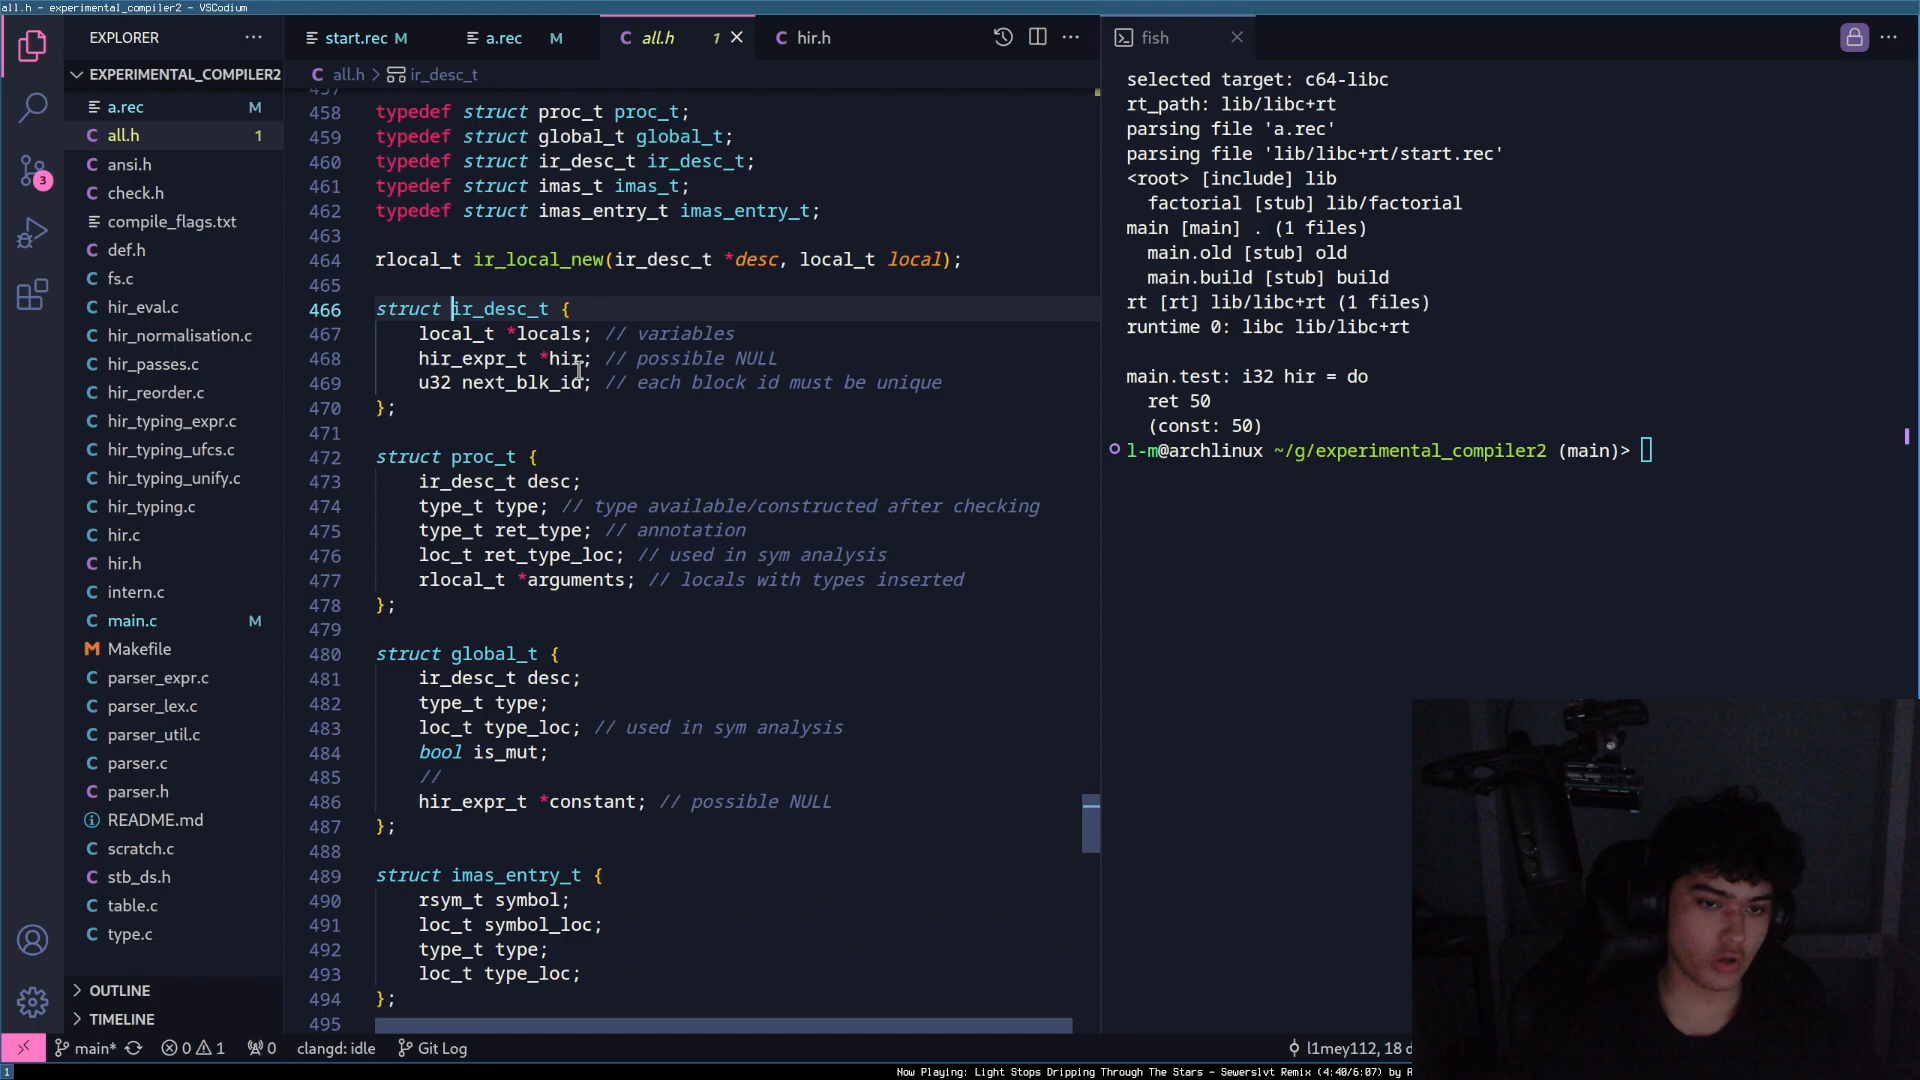 all.h - experimental_compiler2 - VSCodium
EXPLORER
EXPERIMENTAL_COMPILER2
a.rec M
all.h 1
ansi.h
check.h
compile_flags.txt
def.h
fs.c
hir_eval.c
hir_normalisation.c
hir_passes.c
hir_reorder.c
hir_typing_expr.c
hir_typing_ufcs.c
hir_typing_unify.c
hir_typing.c
hir.c
hir.h
intern.c
main.c M
Makefile
parser_expr.c
parser_lex.c
parser_util.c
parser.c
parser.h
README.md
scratch.c
stb_ds.h
table.c
type.c
OUTLINE
TIMELINE
3
start.rec M
a.rec M
all.h 1
hir.h
all.h > ir_desc_t
457
458 typedef struct proc_t proc_t;
459 typedef struct global_t global_t;
460 typedef struct ir_desc_t ir_desc_t;
461 typedef struct imas_t imas_t;
462 typedef struct imas_entry_t imas_entry_t;
463
464 rlocal_t ir_local_new(ir_desc_t *desc, local_t local);
465
466 struct ir_desc_t {
467 local_t *locals; // variables
468 hir_expr_t *hir; // possible NULL
469 u32 next_blk_id; // each block id must be unique
470 };
471
472 struct proc_t {
473 ir_desc_t desc;
474 type_t type; // type available/constructed after checking
475 type_t ret_type; // annotation
476 loc_t ret_type_loc; // used in sym analysis
477 rlocal_t *arguments; // locals with types inserted
478 };
479
480 struct global_t {
481 ir_desc_t desc;
482 type_t type;
483 loc_t type_loc; // used in sym analysis
484 bool is_mut;
485 //
486 hir_expr_t *constant; // possible NULL
487 };
488
489 struct imas_entry_t {
490 rsym_t symbol;
491 loc_t symbol_loc;
492 type_t type;
493 loc_t type_loc;
494 };
495
fish
selected target: c64-libc
rt_path: lib/libc+rt
parsing file 'a.rec'
parsing file 'lib/libc+rt/start.rec'
<root> [include] lib
factorial [stub] lib/factorial
main [main] . (1 files)
main.old [stub] old
main.build [stub] build
rt [rt] lib/libc+rt (1 files)
runtime 0: libc lib/libc+rt
main.test: i32 hir = do
ret 50
(const: 50)
l-m@archlinux ~/g/experimental_compiler2 (main)>
main* 0 1 0 clangd: idle Git Log
l1mey112, 18 d
1
Now Playing: Light Stops Dripping Through The Stars - Sewerslvt Remix (4:40/6:07) by